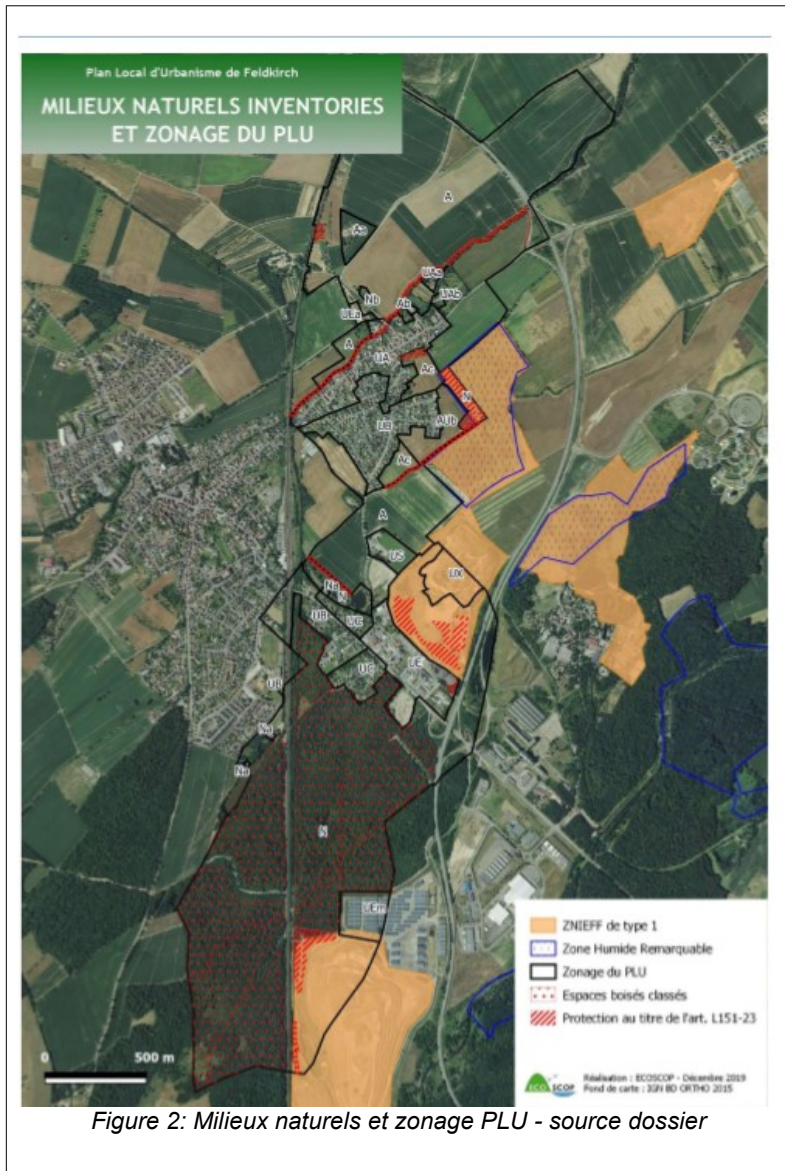 Plan Local d'Urbanisme de Feldkirch
MILIEUX NATURELS INVENTORIES
ET ZONAGE DU PLU
A
Aa
UAa
Nb
Ab
UAb
UEa
A
UA
Ac
N
UB
AUb
Ac
A
US
UX
Na
N
UB
UC
UE
UC
UB
Na
Na
N
UEm
ZNIEFF de type 1
Zone Humide Remarquable
Zonage du PLU
Espaces boisés classés
Protection au titre de l'art. L151-23
0 500 m
ECOSCOP
Réalisation : ECOSCOP - Décembre 2019
Fond de carte : IGN BD ORTHO 2015
Figure 2: Milieux naturels et zonage PLU - source dossier